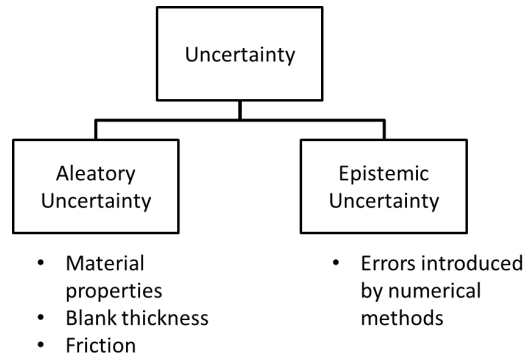 Uncertainty
Aleatory
Uncertainty
Epistemic
Uncertainty
• Material
properties
• Blank thickness
• Friction
• Errors introduced
by numerical
methods